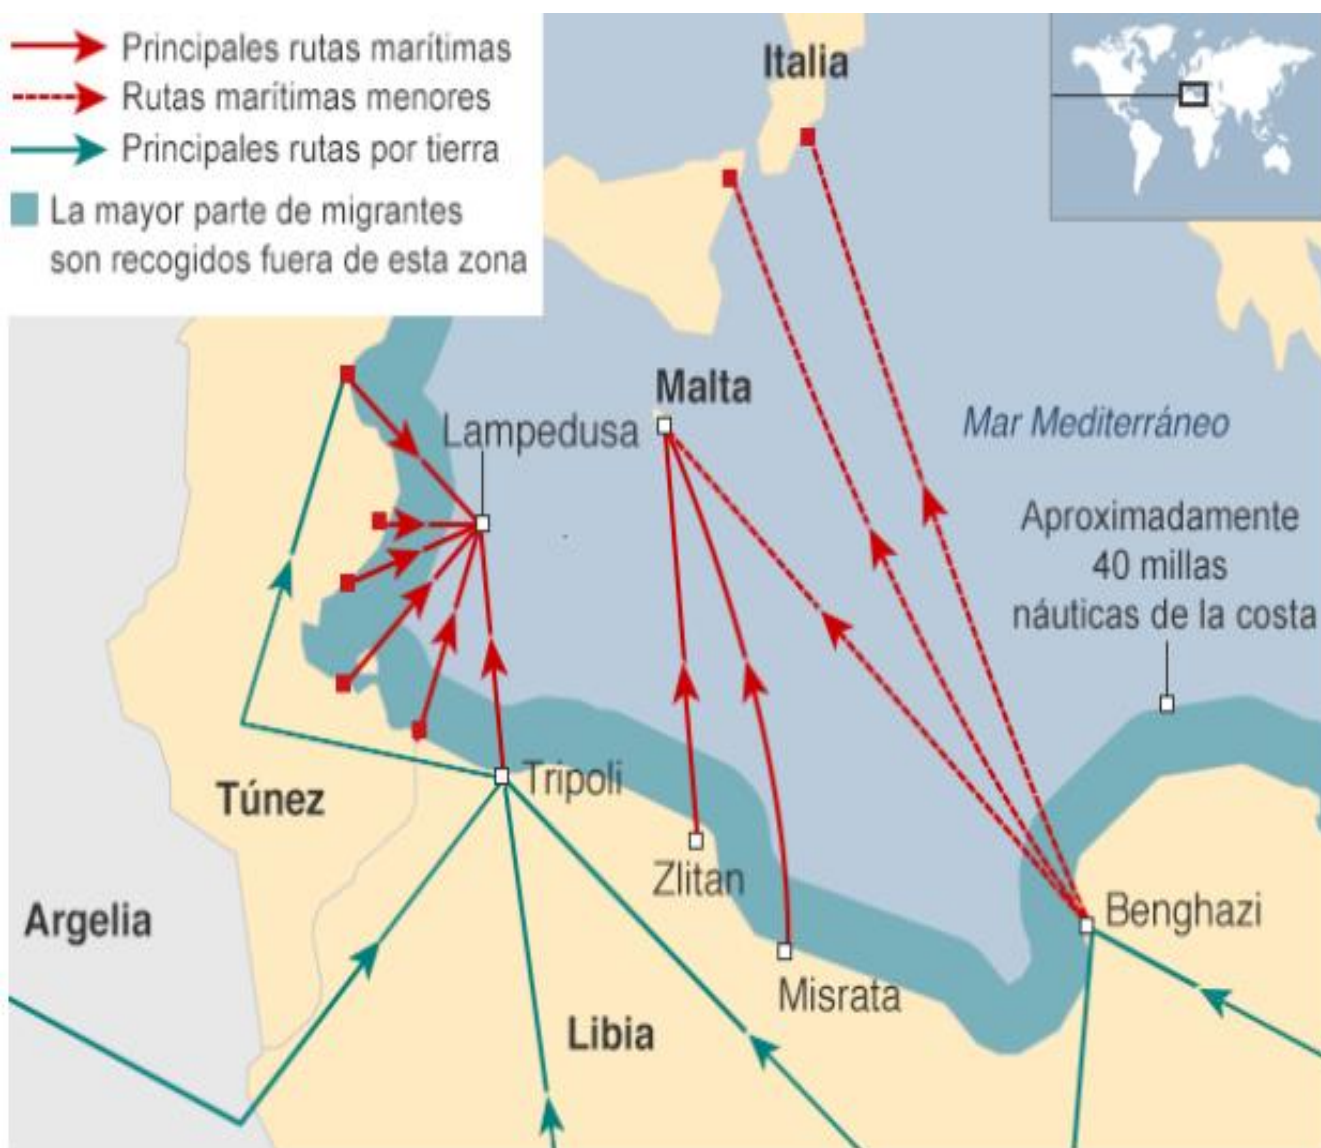 Principales rutas marítimas
Rutas marítimas menores
Principales rutas por tierra
La mayor parte de migrantes
son recogidos fuera de esta zona
Italia
Malta
Lampedusa
Mar Mediterráneo
Aproximadamente
40 millas
náuticas de la costa
Tripoli
Túnez
Zlitan
Benghazi
Argelia
Misrata
Libia